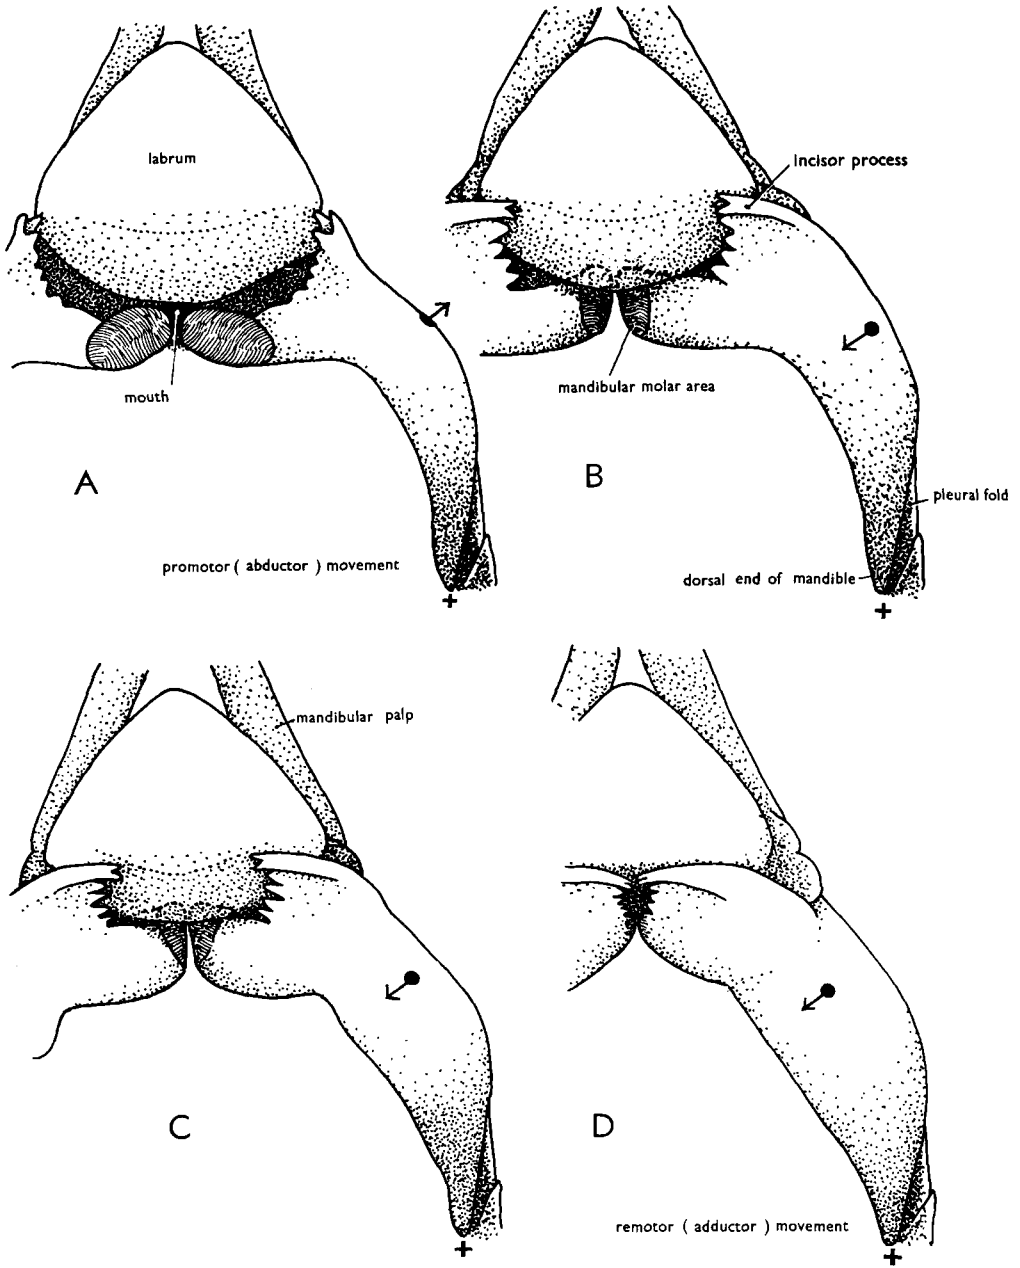 labrum
Incisor process
mouth
mandibular molar area
A
B
pleural fold
promotor ( abductor ) movement
dorsal end of mandible
+
+
mandibular palp
C
D
remotor ( adductor ) movement
+
+